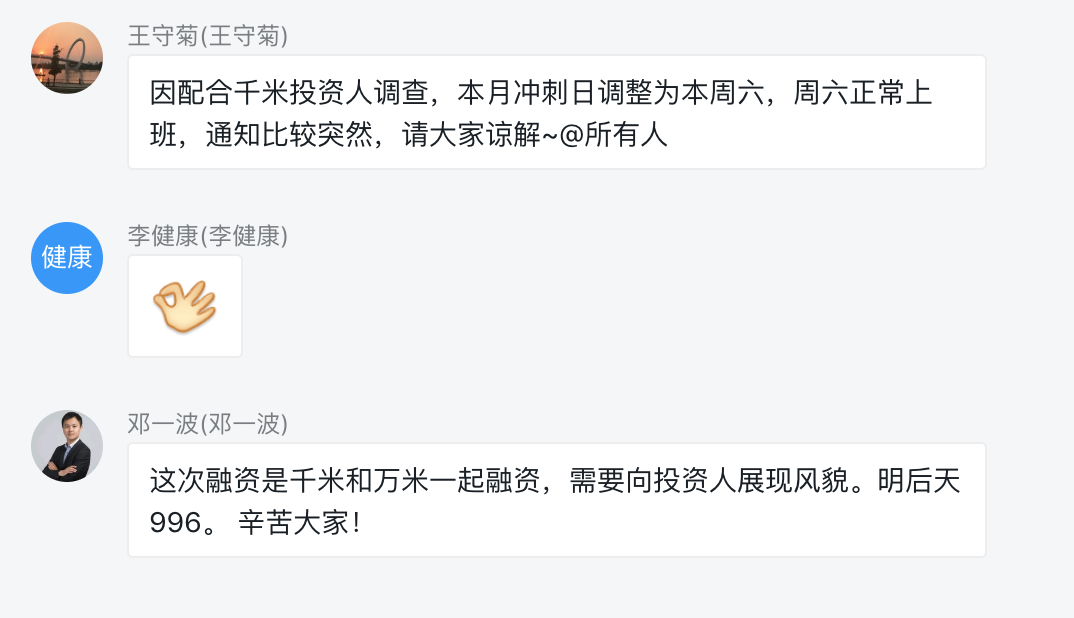 王守菊(王守菊)
因配合千米投资人调查，本月冲刺日调整为本周六，周六正常上
班，通知比较突然，请大家谅解~@所有人
健康
李健康(李健康)
邓一波(邓一波)
这次融资是千米和万米一起融资，需要向投资人展现风貌。明后天
996。 辛苦大家！